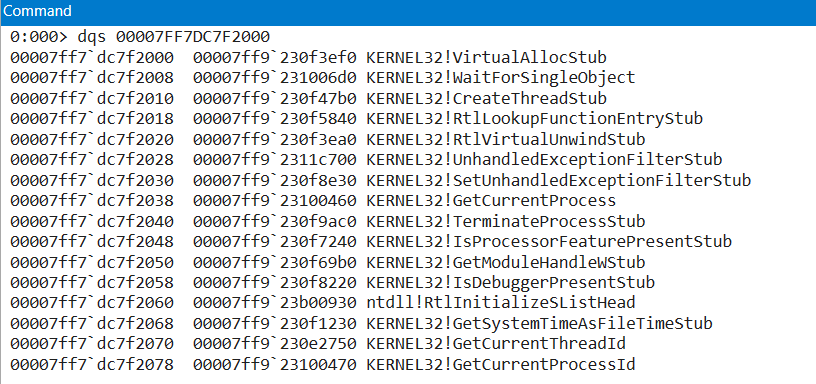 Command
0:000> dqs 00007FF7DC7F2000
00007ff7`dc7f2000  00007ff9`230f3ef0 KERNEL32!VirtualAllocStub
00007ff7`dc7f2008  00007ff9`231006d0 KERNEL32!WaitForSingleObject
00007ff7`dc7f2010  00007ff9`230f47b0 KERNEL32!CreateThreadStub
00007ff7`dc7f2018  00007ff9`230f5840 KERNEL32!RtlLookupFunctionEntryStub
00007ff7`dc7f2020  00007ff9`230f3ea0 KERNEL32!RtlVirtualUnwindStub
00007ff7`dc7f2028  00007ff9`2311c700 KERNEL32!UnhandledExceptionFilterStub
00007ff7`dc7f2030  00007ff9`230f8e30 KERNEL32!SetUnhandledExceptionFilterStub
00007ff7`dc7f2038  00007ff9`23100460 KERNEL32!GetCurrentProcess
00007ff7`dc7f2040  00007ff9`230f9ac0 KERNEL32!TerminateProcessStub
00007ff7`dc7f2048  00007ff9`230f7240 KERNEL32!IsProcessorFeaturePresentStub
00007ff7`dc7f2050  00007ff9`230f69b0 KERNEL32!GetModuleHandleWStub
00007ff7`dc7f2058  00007ff9`230f8220 KERNEL32!IsDebuggerPresentStub
00007ff7`dc7f2060  00007ff9`23b00930 ntdll!RtlInitializeSListHead
00007ff7`dc7f2068  00007ff9`230f1230 KERNEL32!GetSystemTimeAsFileTimeStub
00007ff7`dc7f2070  00007ff9`230e2750 KERNEL32!GetCurrentThreadId
00007ff7`dc7f2078  00007ff9`23100470 KERNEL32!GetCurrentProcessId